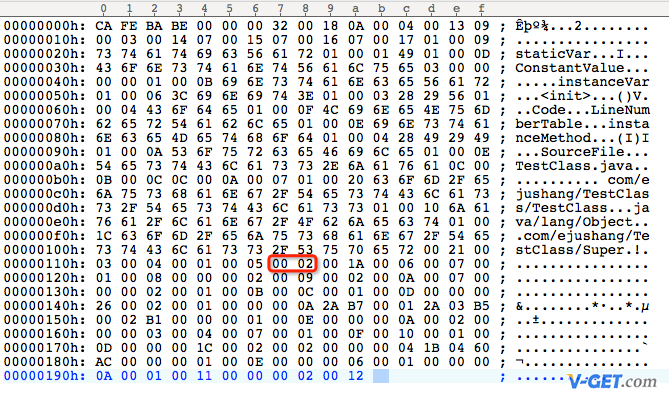 0 1 2 3 4 5 6 7 8 9 a b c d e f
00000000h: CA FE BA BE 00 00 00 32 00 18 0A 00 04 00 13 09 ; Êþº¾...2........
00000010h: 00 03 00 14 07 00 15 07 00 16 07 00 17 01 00 09 ; ................
00000020h: 73 74 61 74 69 63 56 61 72 01 00 01 49 01 00 0D ; staticVar...I...
00000030h: 43 6F 6E 73 74 61 6E 74 56 61 6C 75 65 03 00 00 ; ConstantValue...
00000040h: 00 00 01 00 0B 69 6E 73 74 61 6E 63 65 56 61 72 ; .....instanceVar
00000050h: 01 00 06 3C 69 6E 69 74 3E 01 00 03 28 29 56 01 ; ...<init>...()V.
00000060h: 00 04 43 6F 64 65 01 00 0F 4C 69 6E 65 4E 75 6D ; ..Code...LineNum
00000070h: 62 65 72 54 61 62 6C 65 01 00 0E 69 6E 73 74 61 ; berTable...insta
00000080h: 6E 63 65 4D 65 74 68 6F 64 01 00 04 28 49 29 49 ; nceMethod...(I)I
00000090h: 01 00 0A 53 6F 75 72 63 65 46 69 6C 65 01 00 0E ; ...SourceFile...
000000a0h: 54 65 73 74 43 6C 61 73 73 2E 6A 61 76 61 0C 00 ; TestClass.java..
000000b0h: 0B 00 0C 0C 00 0A 00 07 01 00 20 63 6F 6D 2F 65 ; .......... com/e
000000c0h: 6A 75 73 68 61 6E 67 2F 54 65 73 74 43 6C 61 73 ; jushang/TestClas
000000d0h: 73 2F 54 65 73 74 43 6C 61 73 73 01 00 10 6A 61 ; s/TestClass...ja
000000e0h: 76 61 2F 6C 61 6E 67 2F 4F 62 6A 65 63 74 01 00 ; va/lang/Object..
000000f0h: 1C 63 6F 6D 2F 65 6A 75 73 68 61 6E 67 2F 54 65 ; .com/ejushang/Te
00000100h: 73 74 43 6C 61 73 73 2F 53 75 70 65 72 00 21 00 ; stClass/Super.!.
00000110h: 03 00 04 00 01 00 05 00 02 00 1A 00 06 00 07 00 ; ................
00000120h: 01 00 08 00 00 00 02 00 09 00 02 00 0A 00 07 00 ; ................
00000130h: 00 00 02 00 01 00 0B 00 0C 00 01 00 0D 00 00 00 ; ................
00000140h: 26 00 02 00 01 00 00 00 0A 2A B7 00 01 2A 03 B5 ; &........*·..*.µ
00000150h: 00 02 B1 00 00 00 01 00 0E 00 00 00 0A 00 02 00 ; ..±.............
00000160h: 00 00 03 00 04 00 07 00 01 00 0F 00 10 00 01 00 ; ................
00000170h: 0D 00 00 00 1C 00 02 00 02 00 00 00 04 1B 04 60 ; ...............`
00000180h: AC 00 00 00 01 00 0E 00 00 00 06 00 01 00 00 00 ; ¬...............
00000190h: 0A 00 01 00 11 00 00 00 02 00 12 ; ...........
V-GET.com